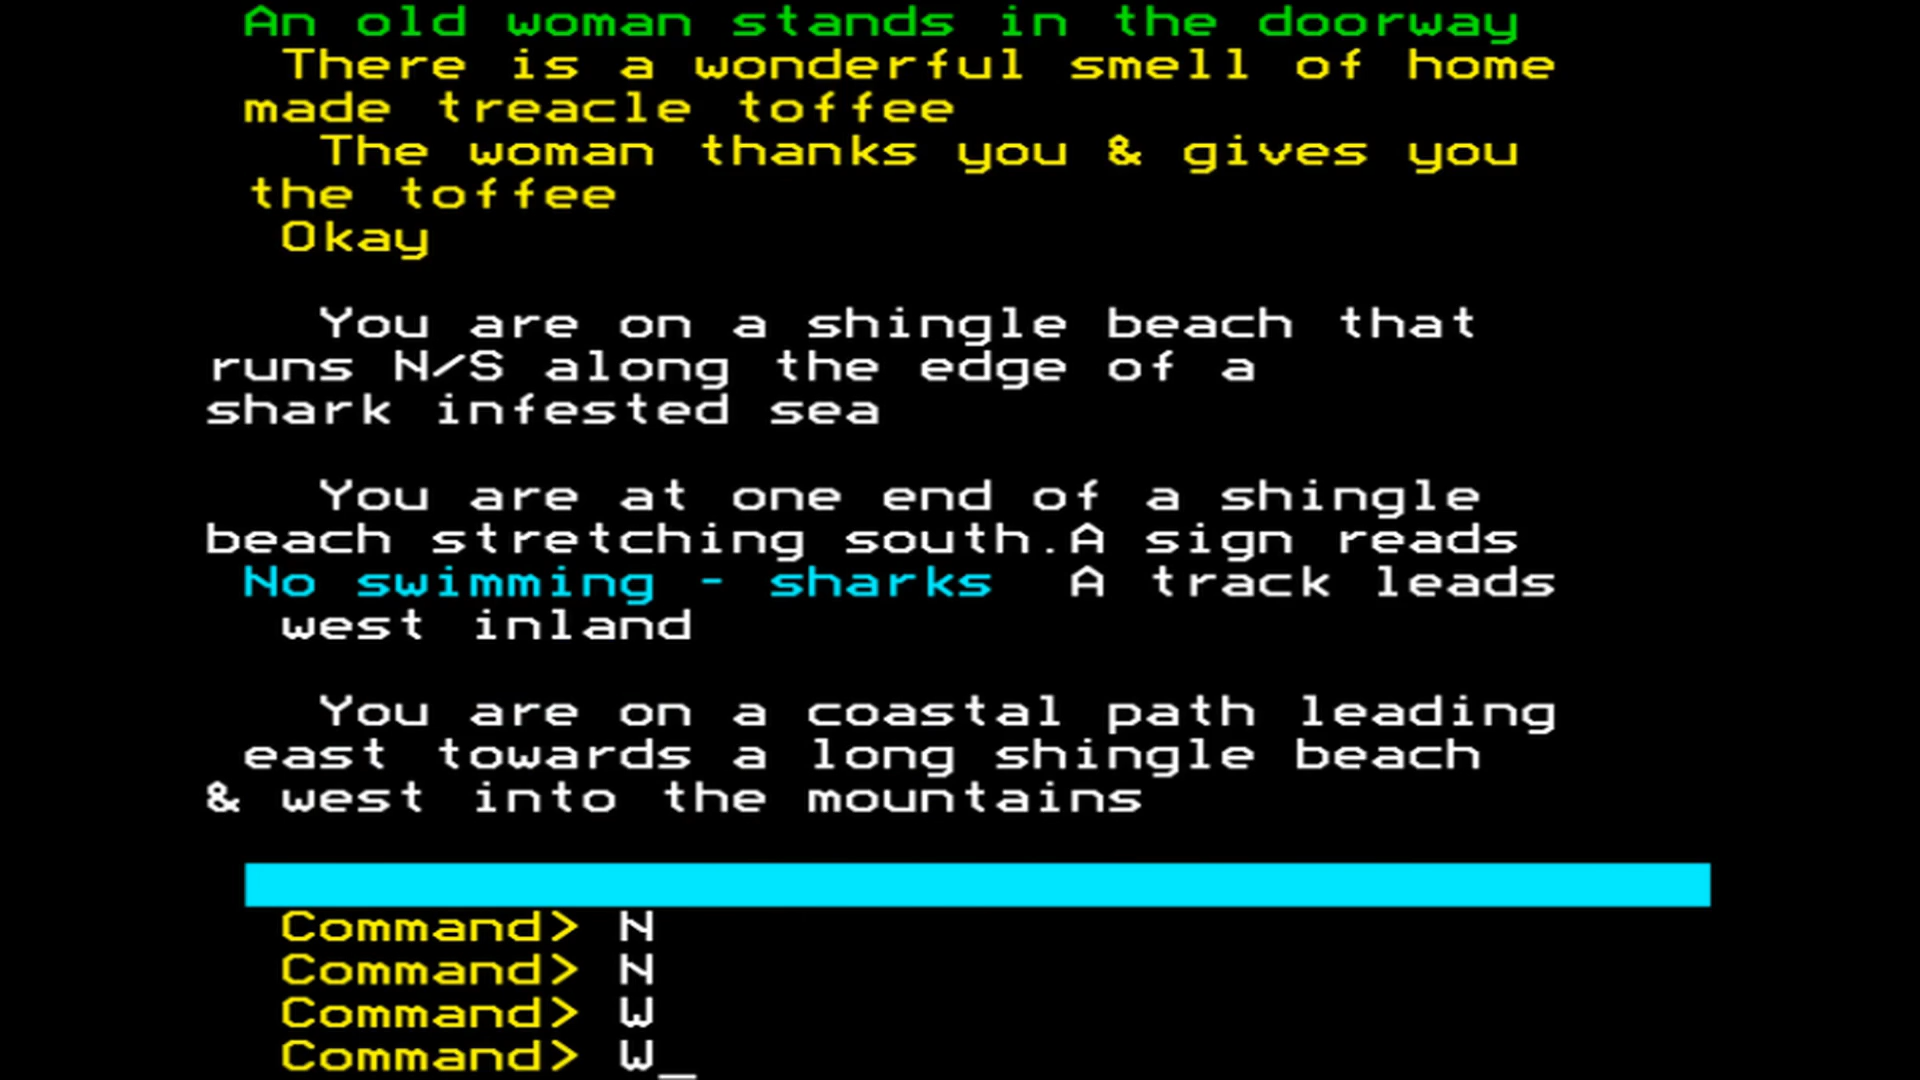 An old woman stands in the doorway
There is a wonderful smell of home
made treacle toffee
The woman thanks you & gives you
the toffee
Okay
You are on a shingle beach that
runs N/S along the edge of a
shark infested sea
You are at one end of a shingle
beach stretching south.A sign reads
No swimming - sharks A track leads
west inland
You are on a coastal path leading
east towards a long shingle beach
& west into the mountains
Command> N
Command> N
Command> W
Command> W_